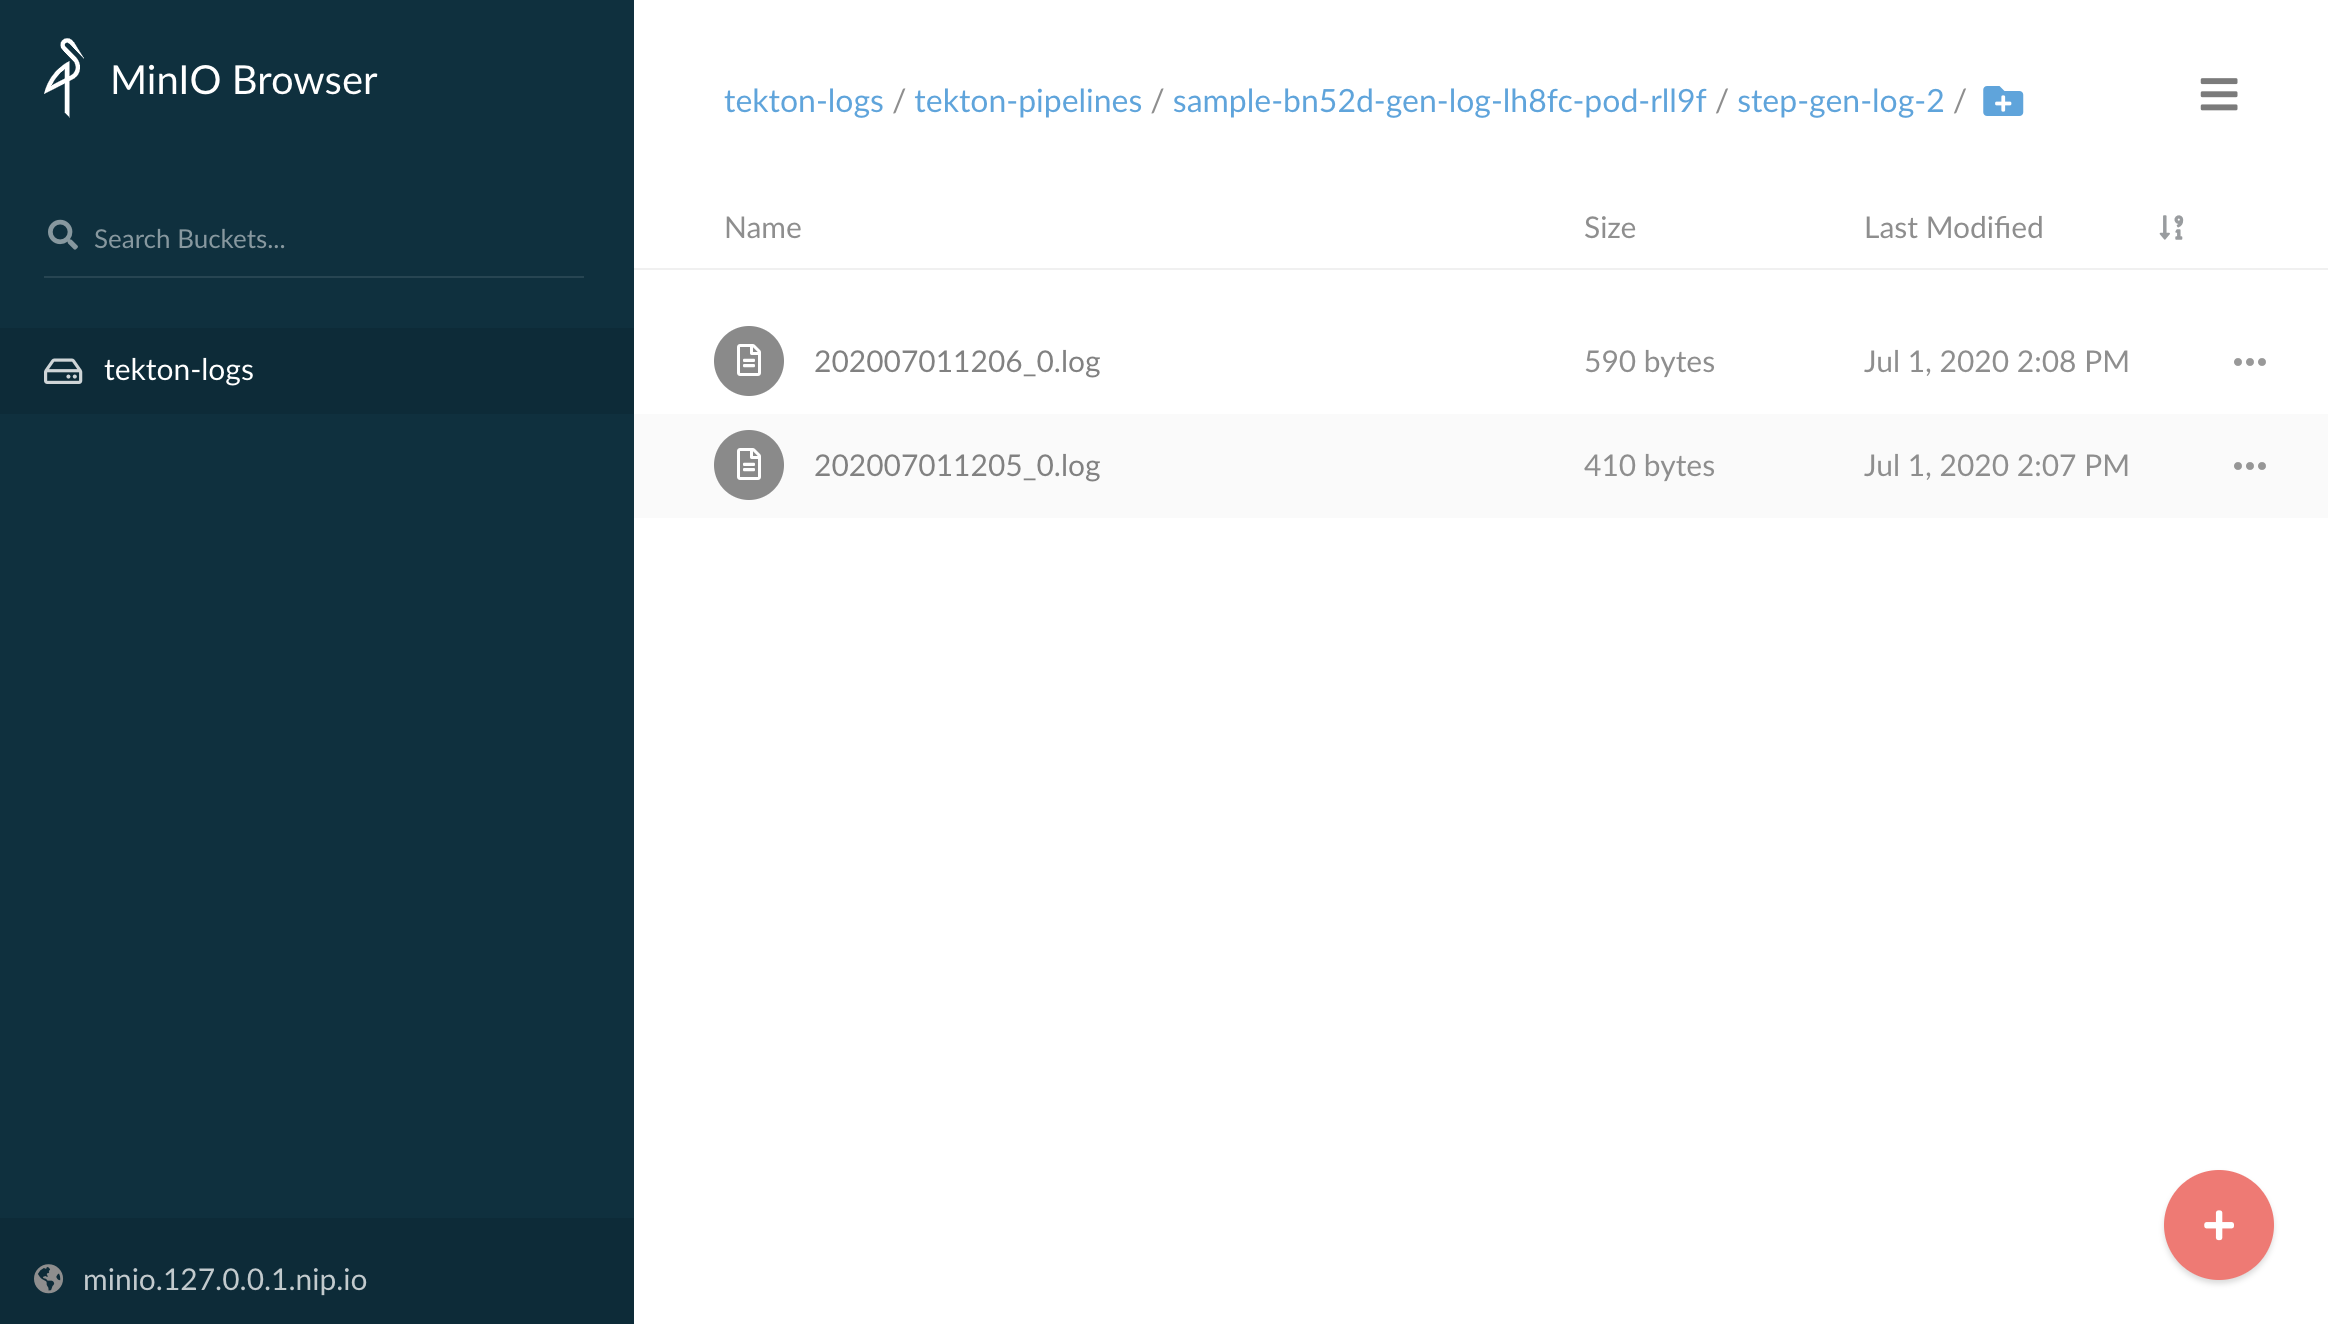 MinIO Browser
Search Buckets...
tekton-logs
minio.127.0.0.1.nip.io
tekton-logs / tekton-pipelines / sample-bn52d-gen-log-lh8fc-pod-rll9f / step-gen-log-2 /
Name Size Last Modified
202007011206_0.log 590 bytes Jul 1, 2020 2:08 PM
202007011205_0.log 410 bytes Jul 1, 2020 2:07 PM